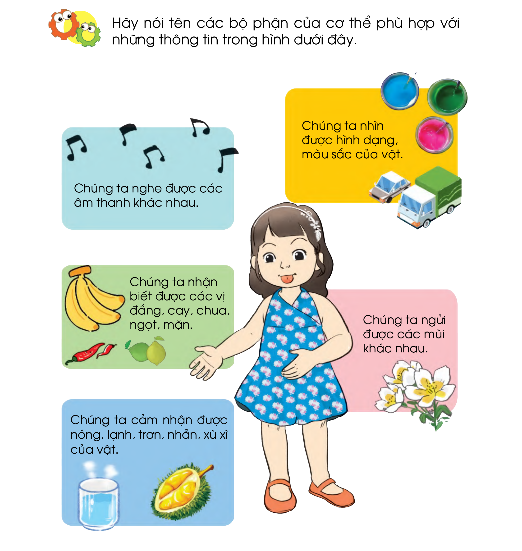 Hãy nói tên các bộ phận của cơ thể phù hợp với
những thông tin trong hình dưới đây.
Chúng ta nhìn
được hình dạng,
màu sắc của vật.
Chúng ta nghe được các
âm thanh khác nhau.
Chúng ta nhận
biết được các vị
đắng, cay, chua,
ngọt, mặn.
Chúng ta ngửi
được các mùi
khác nhau.
Chúng ta cảm nhận được
nóng, lạnh, trơn, nhẵn, xù xì
của vật.